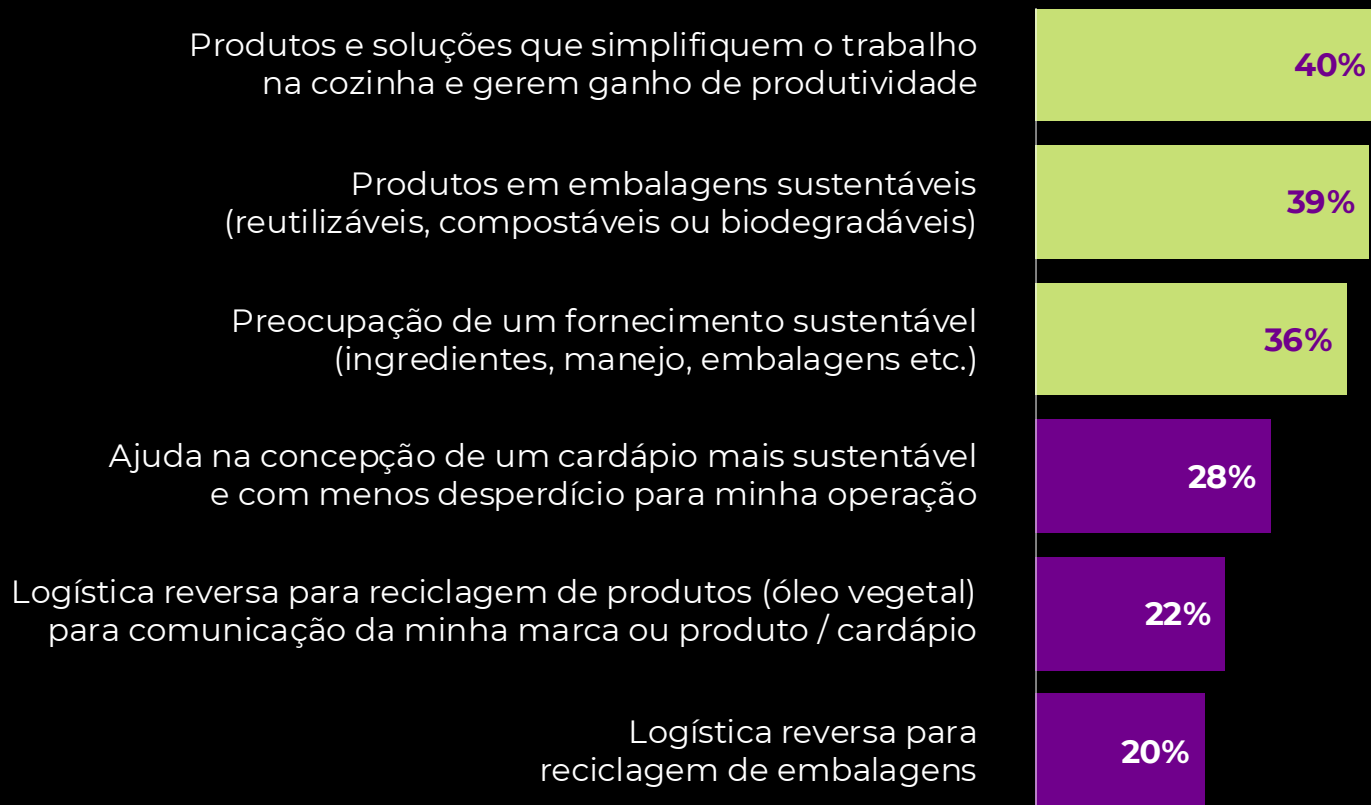 Produtos e soluções que simplifiquem o trabalho
na cozinha e gerem ganho de produtividade
40%
Produtos em embalagens sustentáveis
(reutilizáveis, compostáveis ou biodegradáveis)
39%
Preocupação de um fornecimento sustentável
(ingredientes, manejo, embalagens etc.)
36%
Ajuda na concepção de um cardápio mais sustentável
e com menos desperdício para minha operação
28%
Logística reversa para reciclagem de produtos (óleo vegetal)
para comunicação da minha marca ou produto / cardápio
22%
Logística reversa para
reciclagem de embalagens
20%